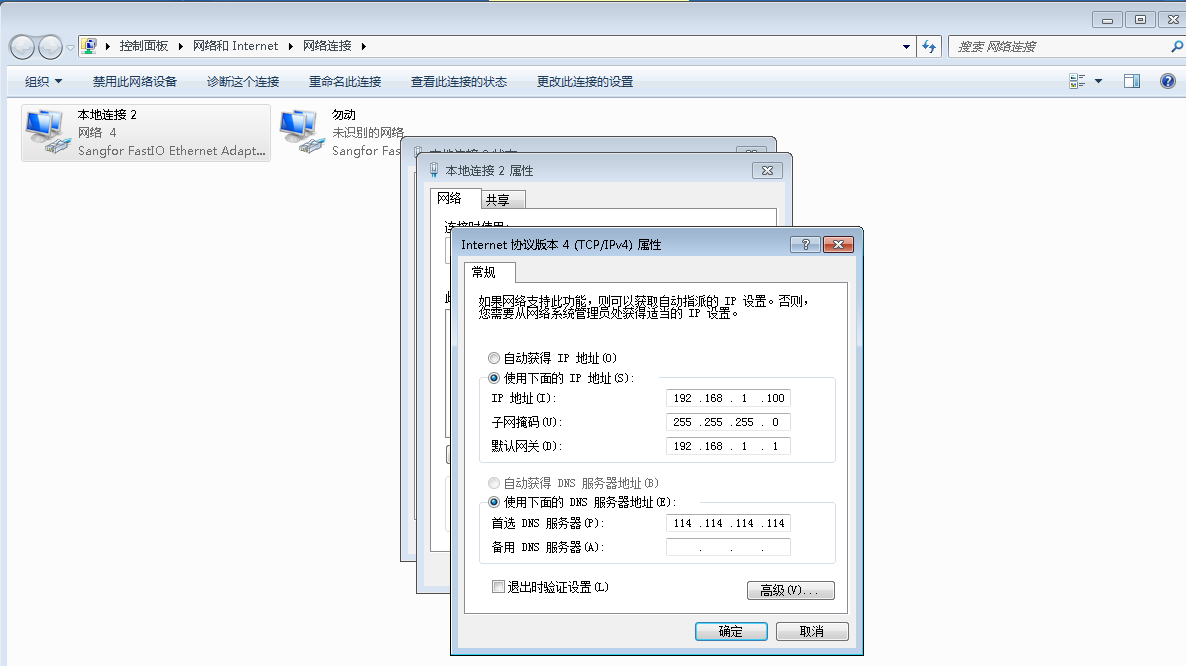 控制面板 ▸ 网络和 Internet ▸ 网络连接 ▸
搜索 网络连接
组织 禁用此网络设备 诊断这个连接 重命名此连接 查看此连接的状态 更改此连接的设置
本地连接 2
网络 4
Sangfor FastIO Ethernet Adapt...
勿动
未识别的网络
Sangfor Fas
本地连接 2 状态
本地连接 2 属性
网络 共享
连接时使用:
Internet 协议版本 4 (TCP/IPv4) 属性
常规
如果网络支持此功能，则可以获取自动指派的 IP 设置。否则，
您需要从网络系统管理员处获得适当的 IP 设置。
自动获得 IP 地址(O)
使用下面的 IP 地址(S):
IP 地址(I): 192 .168 . 1 .100
子网掩码(U): 255 .255 .255 . 0
默认网关(D): 192 .168 . 1 . 1
自动获得 DNS 服务器地址(B)
使用下面的 DNS 服务器地址(E):
首选 DNS 服务器(P): 114 .114 .114 .114
备用 DNS 服务器(A): . . .
退出时验证设置(L)
高级(V)...
确定 取消